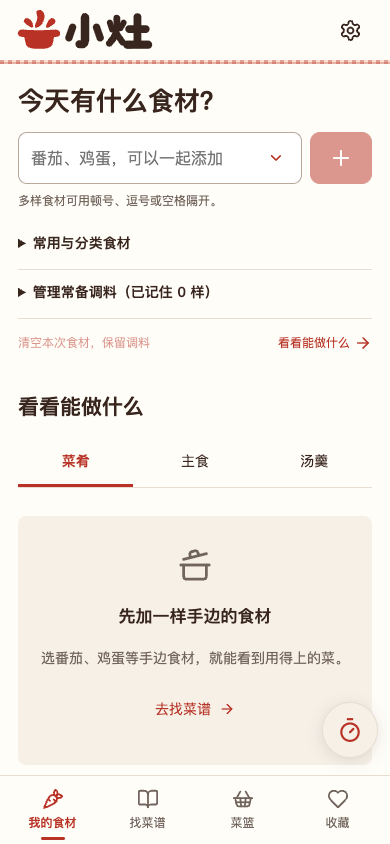 小灶
今天有什么食材?
番茄、鸡蛋，可以一起添加
多样食材可用顿号、逗号或空格隔开。
常用与分类食材
管理常备调料（已记住 0 样）
清空本次食材，保留调料
看看能做什么
看看能做什么
菜肴
主食
汤羹
先加一样手边的食材
选番茄、鸡蛋等手边食材，就能看到用得上的菜。
去找菜谱
我的食材
找菜谱
菜篮
收藏